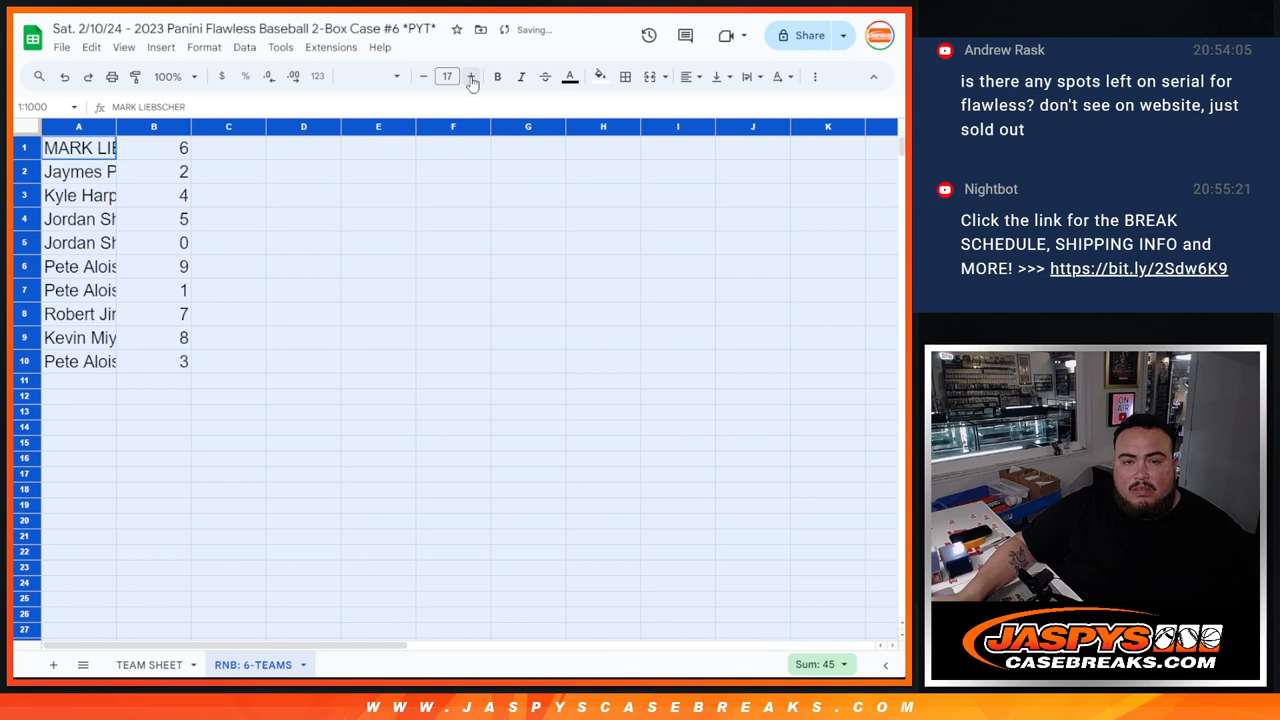 Sat. 2/10/24 - 2023 Panini Flawless Baseball 2-Box Case #6 *PYT*
Saving...
Share
File Edit View Insert Format Data Tools Extensions Help
100% $ % .0 .00 123 17 B I A
1:1000 fx MARK LIEBSCHER
A B C D E F G H I J K
1 MARK LIE 6
2 Jaymes P 2
3 Kyle Harp 4
4 Jordan Sh 5
5 Jordan Sh 0
6 Pete Alois 9
7 Pete Alois 1
8 Robert Jir 7
9 Kevin Miy 8
10 Pete Alois 3
11
12
13
14
15
16
17
18
19
20
21
22
23
24
25
26
27
TEAM SHEET RNB: 6-TEAMS Sum: 45
Andrew Rask 20:54:05
is there any spots left on serial for
flawless? don't see on website, just
sold out
Nightbot 20:55:21
Click the link for the BREAK
SCHEDULE, SHIPPING INFO and
MORE! >>> https://bit.ly/2Sdw6K9
ON
AIR
JASPYS
CASEBREAKS.COM
WWW.JASPYSCASEBREAKS.COM